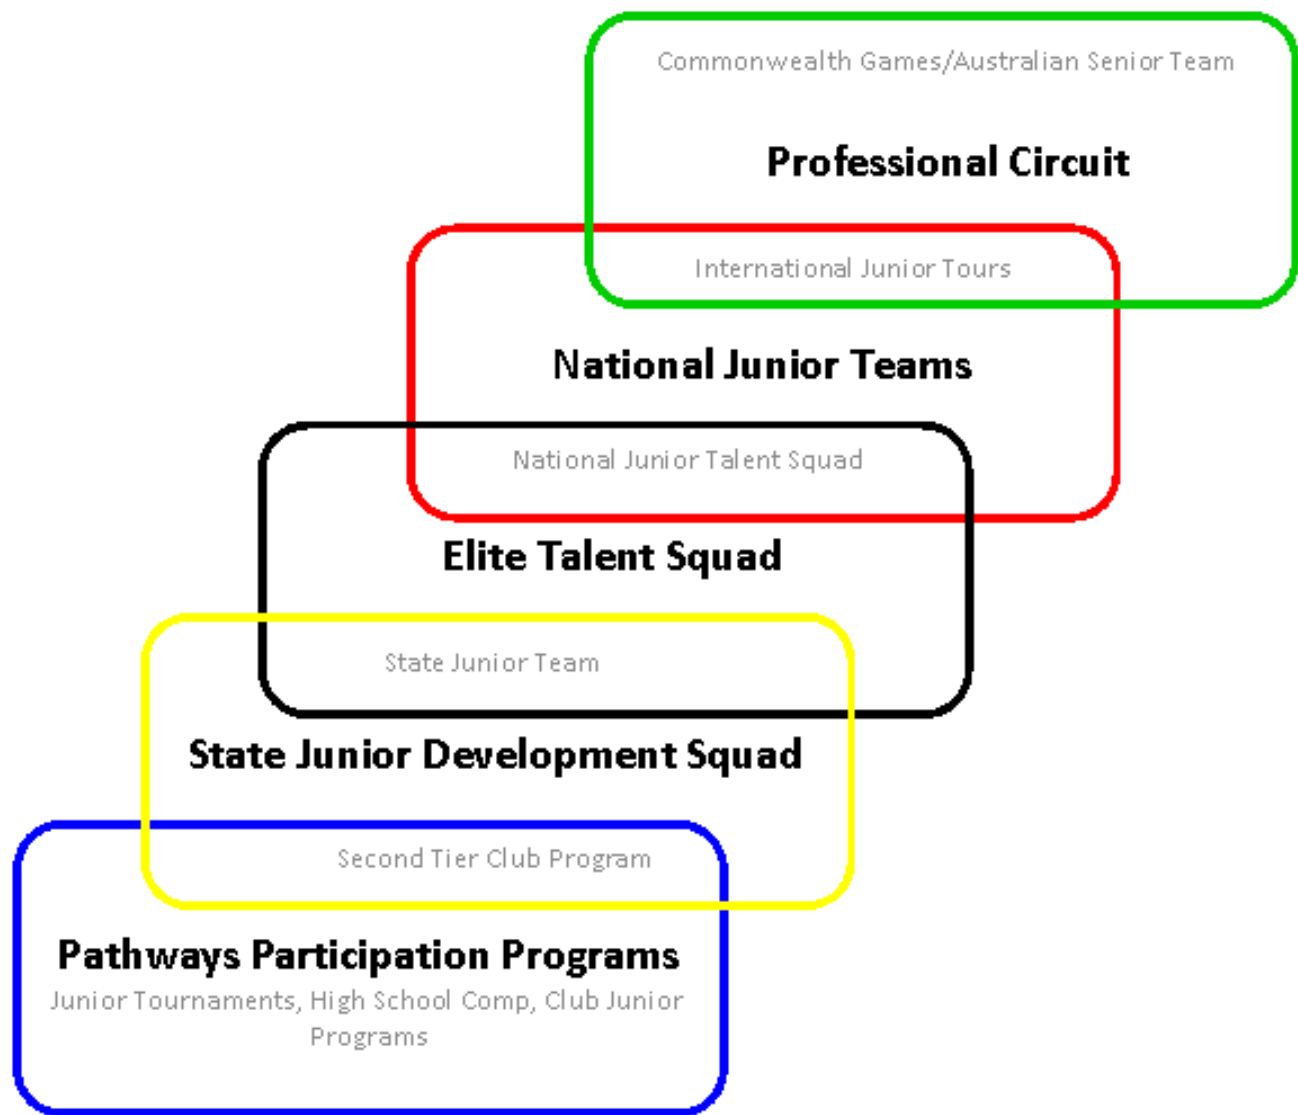 Commonwealth Games/Australian Senior Team
Professional Circuit
International Junior Tours
National Junior Teams
National Junior Talent Squad
Elite Talent Squad
State Junior Team
State Junior Development Squad
Second Tier Club Program
Pathways Participation Programs
Junior Tournaments, High School Comp, Club Junior
Programs